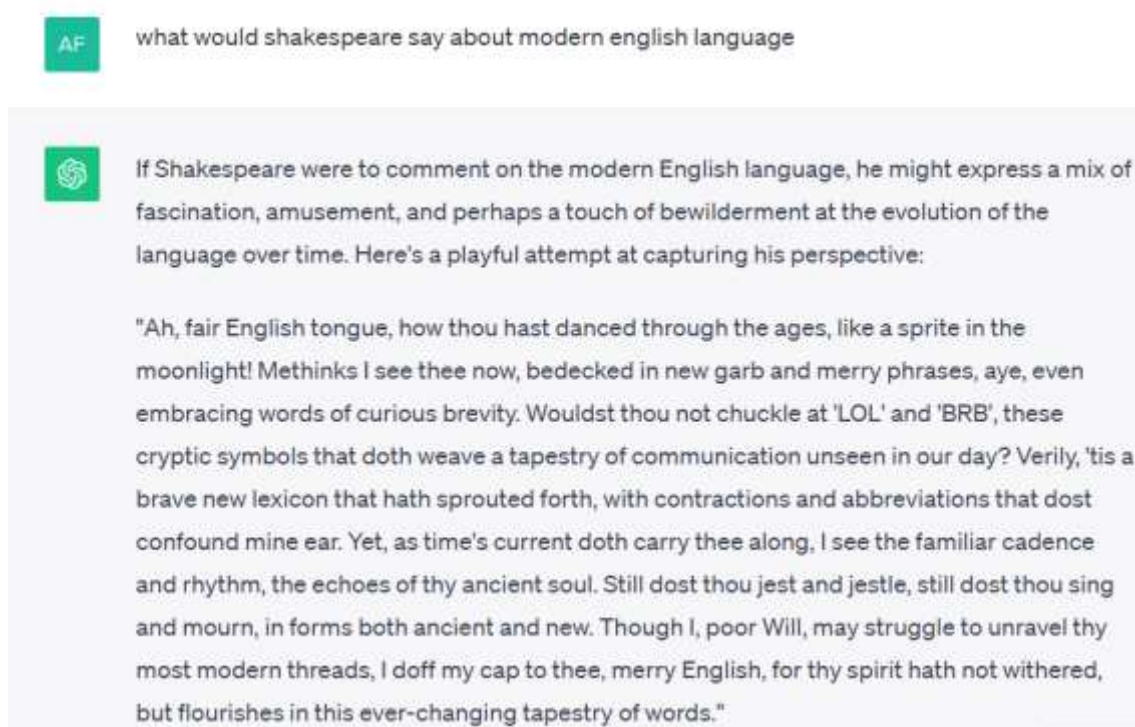 AF
what would shakespeare say about modern english language
If Shakespeare were to comment on the modern English language, he might express a mix of
fascination, amusement, and perhaps a touch of bewilderment at the evolution of the
language over time. Here's a playful attempt at capturing his perspective:
"Ah, fair English tongue, how thou hast danced through the ages, like a sprite in the
moonlight! Methinks I see thee now, bedecked in new garb and merry phrases, aye, even
embracing words of curious brevity. Wouldst thou not chuckle at 'LOL' and 'BRB', these
cryptic symbols that doth weave a tapestry of communication unseen in our day? Verily, 'tis a
brave new lexicon that hath sprouted forth, with contractions and abbreviations that dost
confound mine ear. Yet, as time's current doth carry thee along, I see the familiar cadence
and rhythm, the echoes of thy ancient soul. Still dost thou jest and jestle, still dost thou sing
and mourn, in forms both ancient and new. Though I, poor Will, may struggle to unravel thy
most modern threads, I doff my cap to thee, merry English, for thy spirit hath not withered,
but flourishes in this ever-changing tapestry of words."